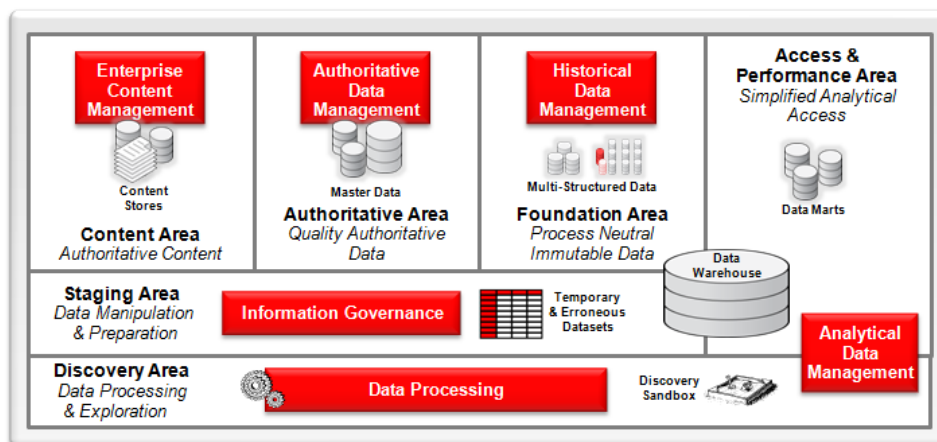 Enterprise
Content
Management
Content
Stores
Content Area
Authoritative Content
Authoritative
Data
Management
Master Data
Authoritative Area
Quality Authoritative
Data
Historical
Data
Management
Multi-Structured Data
Foundation Area
Process Neutral
Immutable Data
Access &
Performance Area
Simplified Analytical
Access
Data Marts
Data
Warehouse
Staging Area
Data Manipulation
& Preparation
Information Governance
Temporary
& Erroneous
Datasets
Analytical
Data
Management
Discovery Area
Data Processing
& Exploration
Data Processing
Discovery
Sandbox